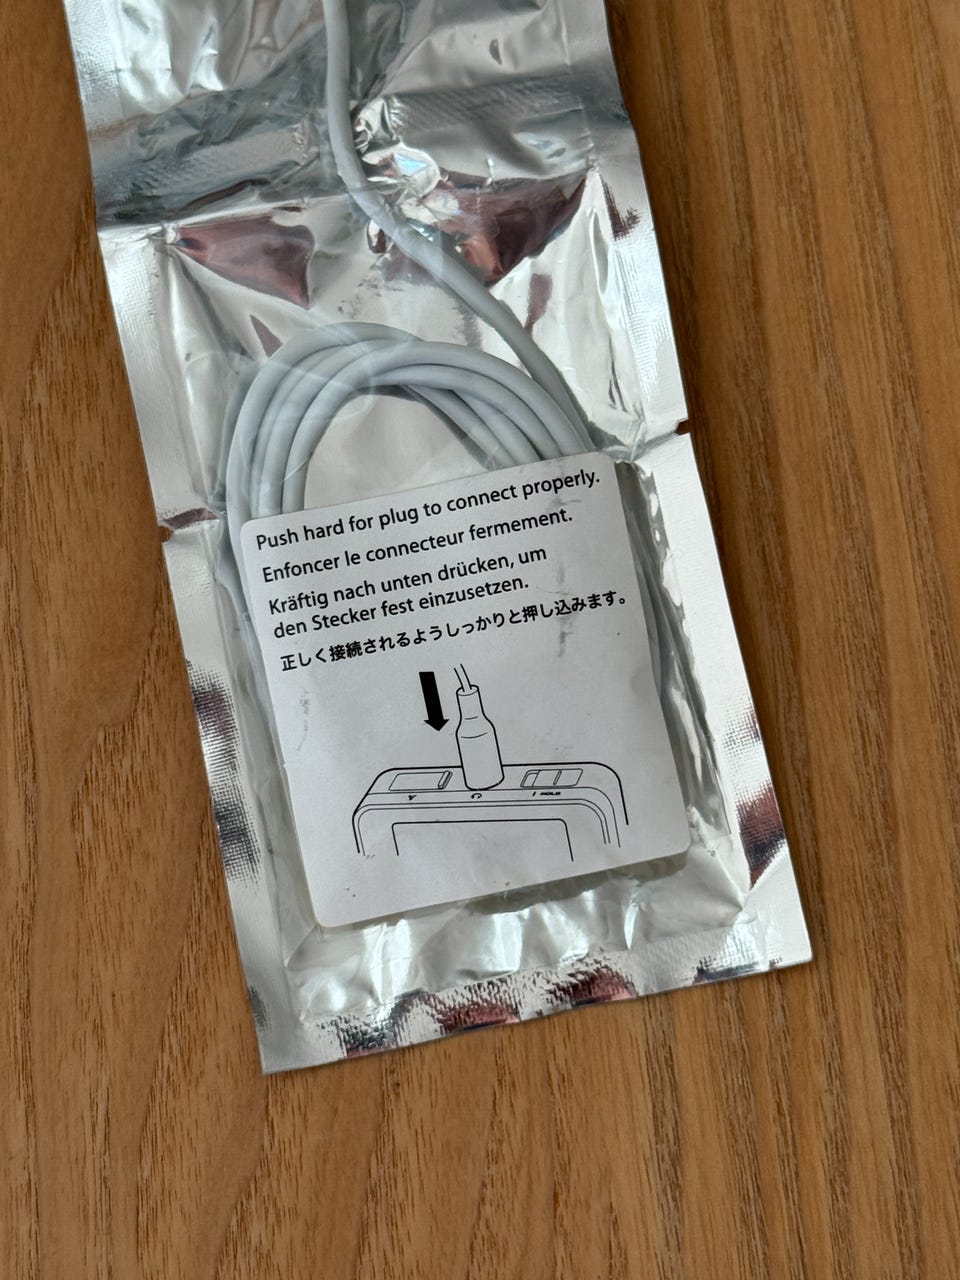 Push hard for plug to connect properly.
Enfoncer le connecteur fermement.
Kräftig nach unten drücken, um
den Stecker fest einzusetzen.
正しく接続されるようしっかりと押し込みます。
HOLD